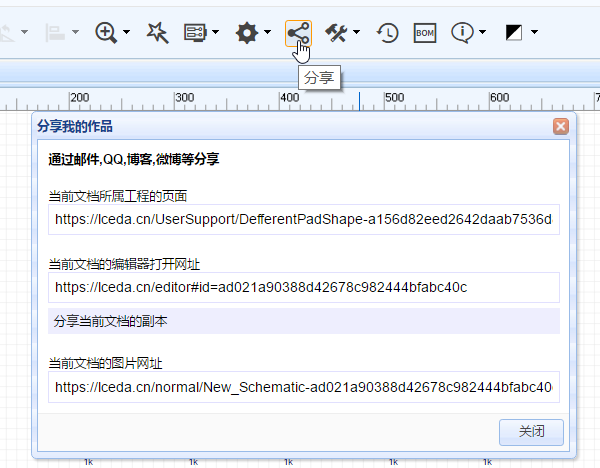 BOM
分享
200 300 400 500 600
分享我的作品
通过邮件,QQ,博客,微博等分享
当前文档所属工程的页面
https://lceda.cn/UserSupport/DefferentPadShape-a156d82eed2642daab7536d
当前文档的编辑器打开网址
https://lceda.cn/editor#id=ad021a90388d42678c982444bfabc40c
分享当前文档的副本
当前文档的图片网址
https://lceda.cn/normal/New_Schematic-ad021a90388d42678c982444bfabc40
关闭
1k 1k 1k 1k 1k